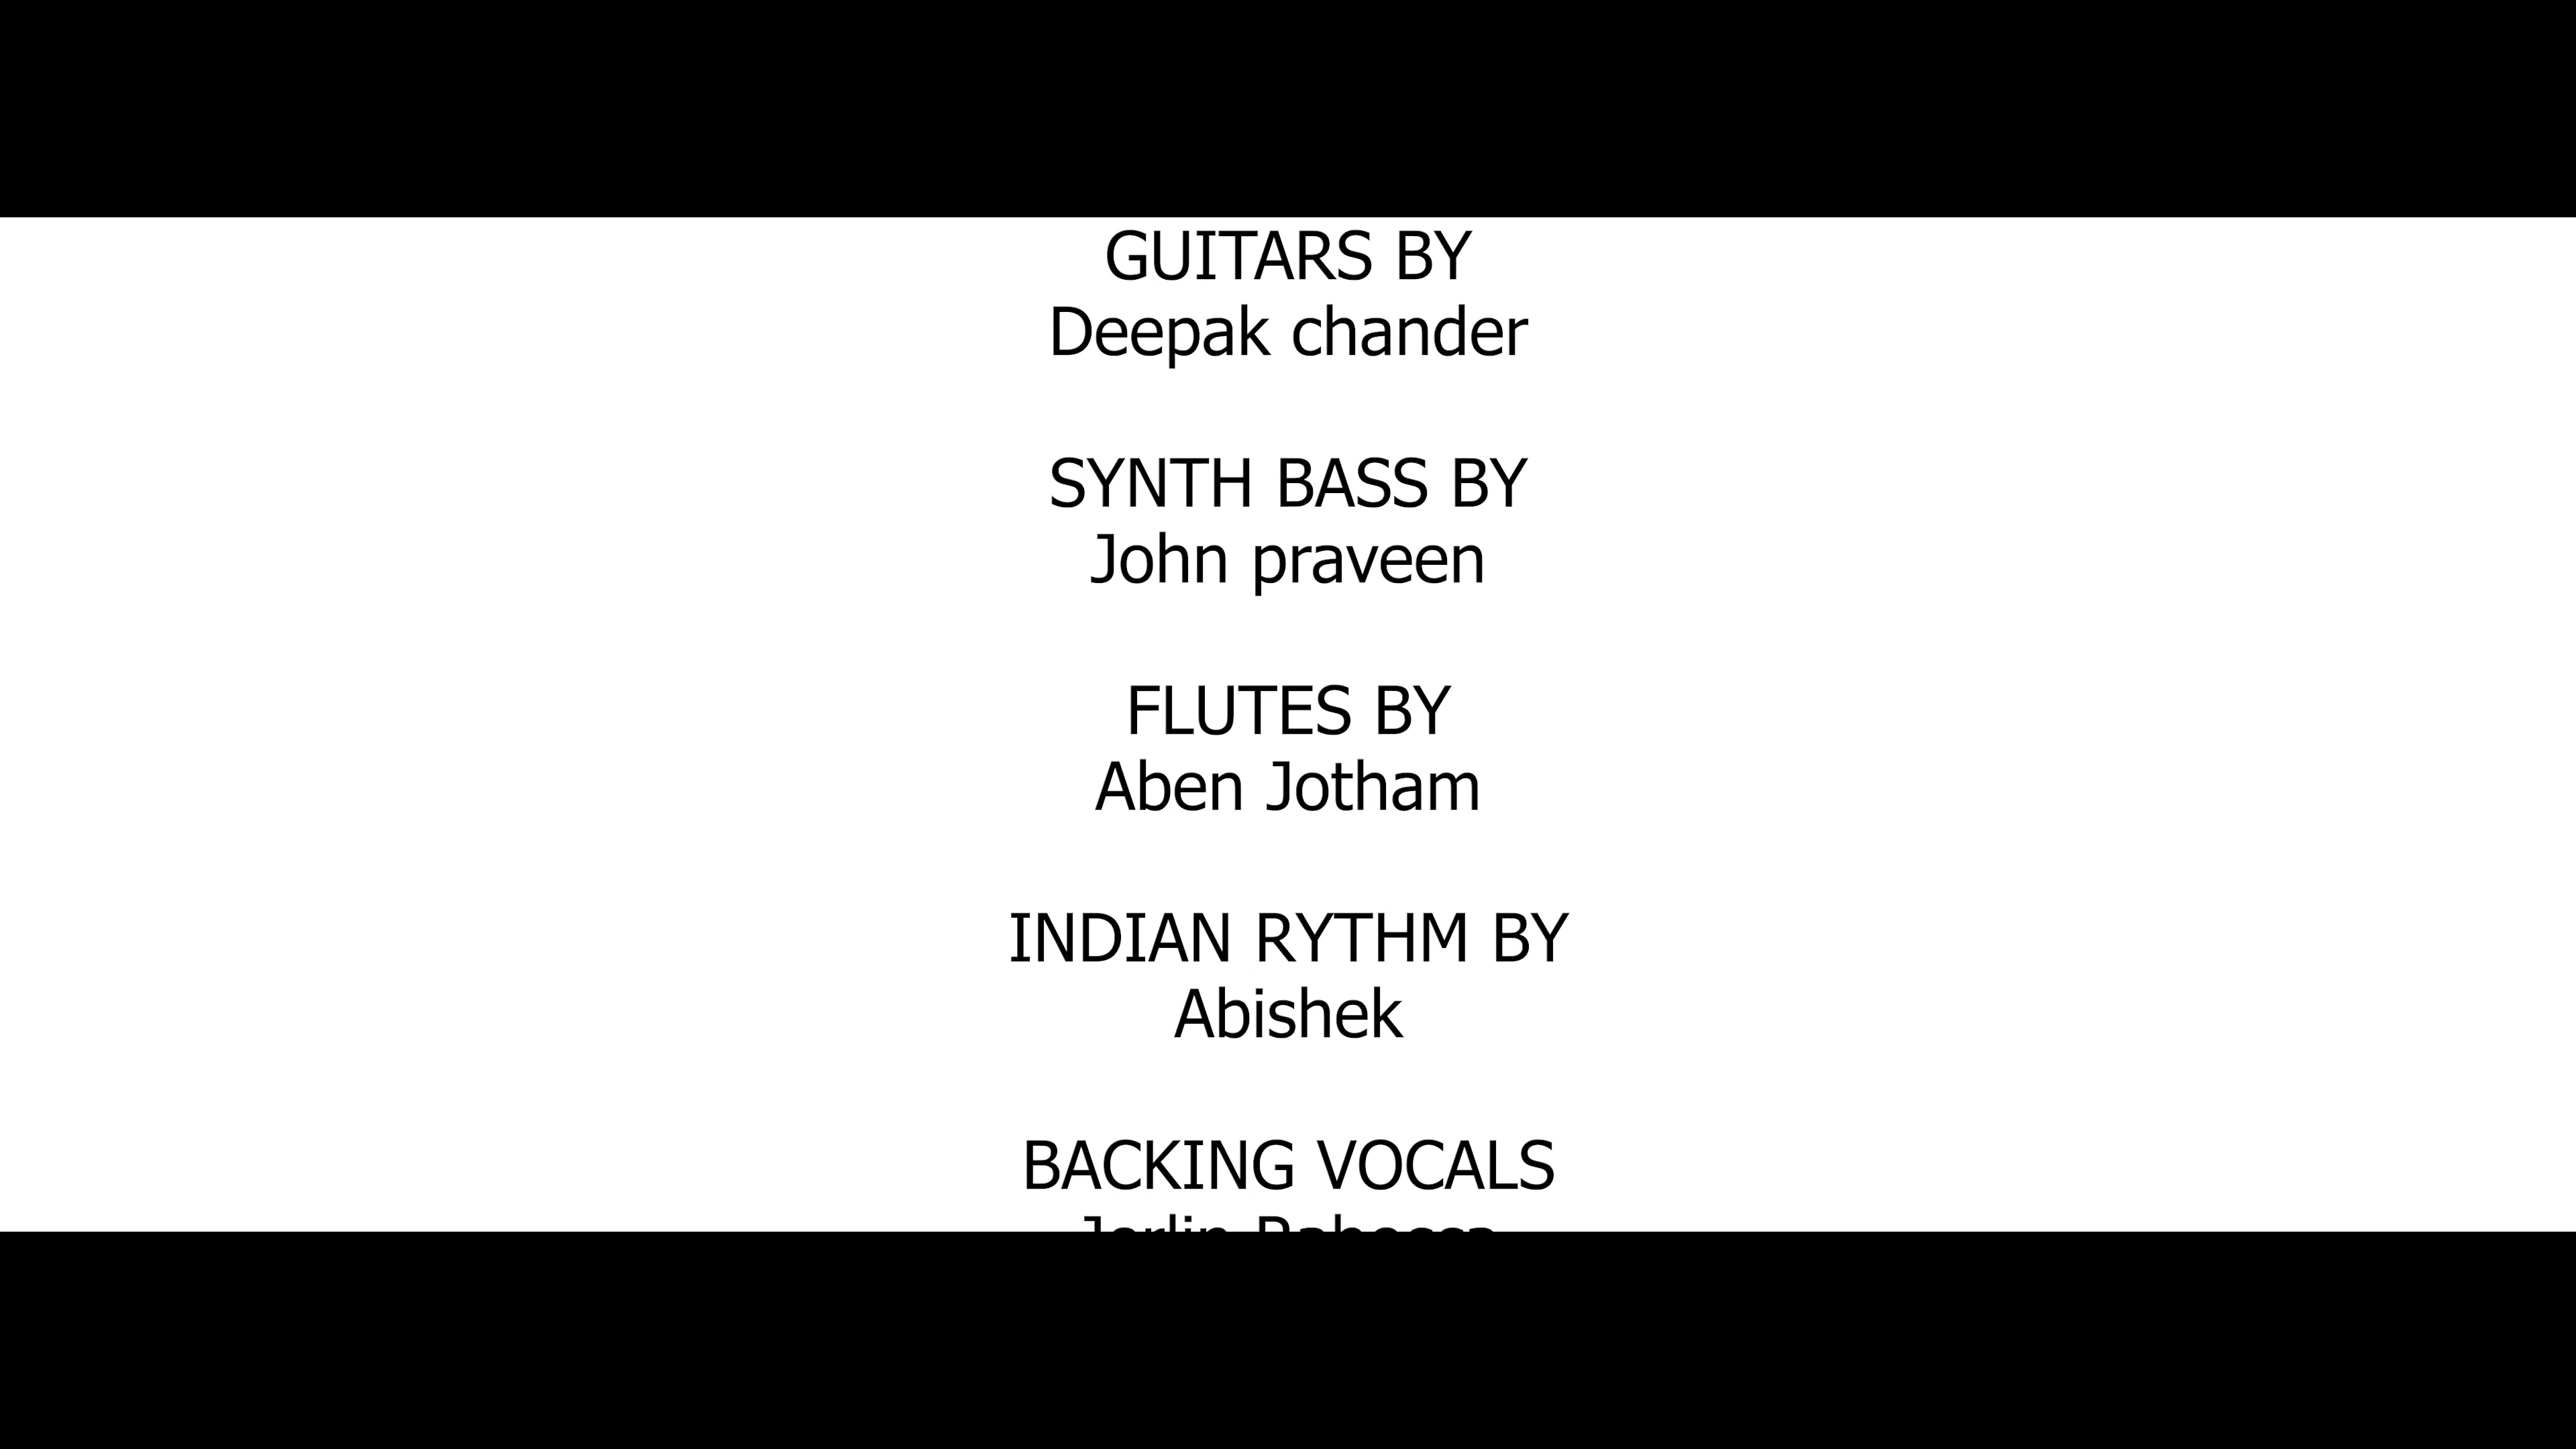 GUITARS BY
Deepak chander
SYNTH BASS BY
John praveen
FLUTES BY
Aben Jotham
INDIAN RYTHM BY
Abishek
BACKING VOCALS